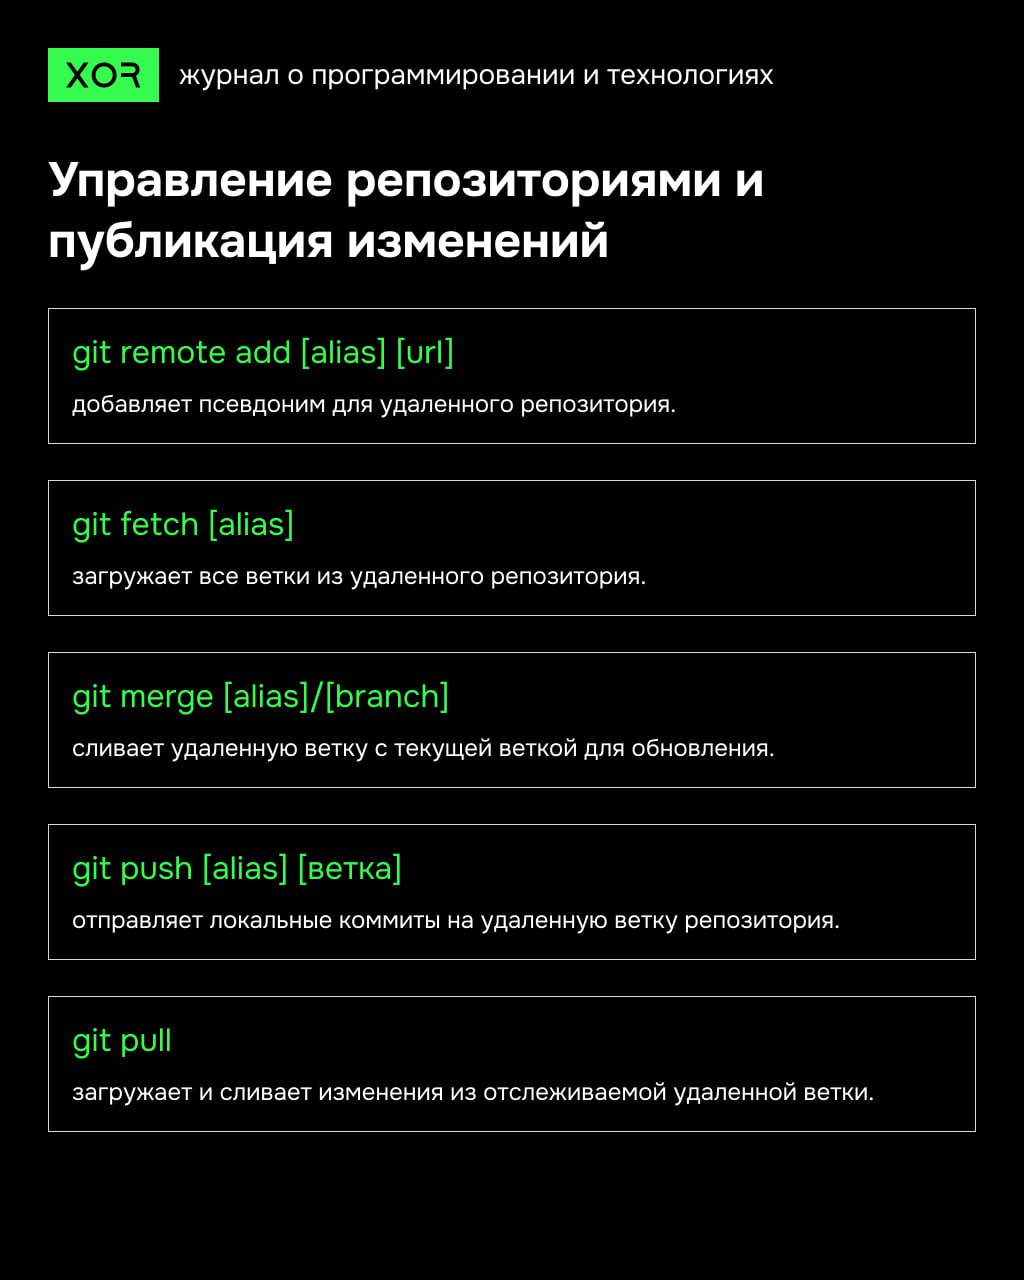 XOR журнал о программировании и технологиях
Управление репозиториями и
публикация изменений
git remote add [alias] [url]
добавляет псевдоним для удаленного репозитория.
git fetch [alias]
загружает все ветки из удаленного репозитория.
git merge [alias]/[branch]
сливает удаленную ветку с текущей веткой для обновления.
git push [alias] [ветка]
отправляет локальные коммиты на удаленную ветку репозитория.
git pull
загружает и сливает изменения из отслеживаемой удаленной ветки.